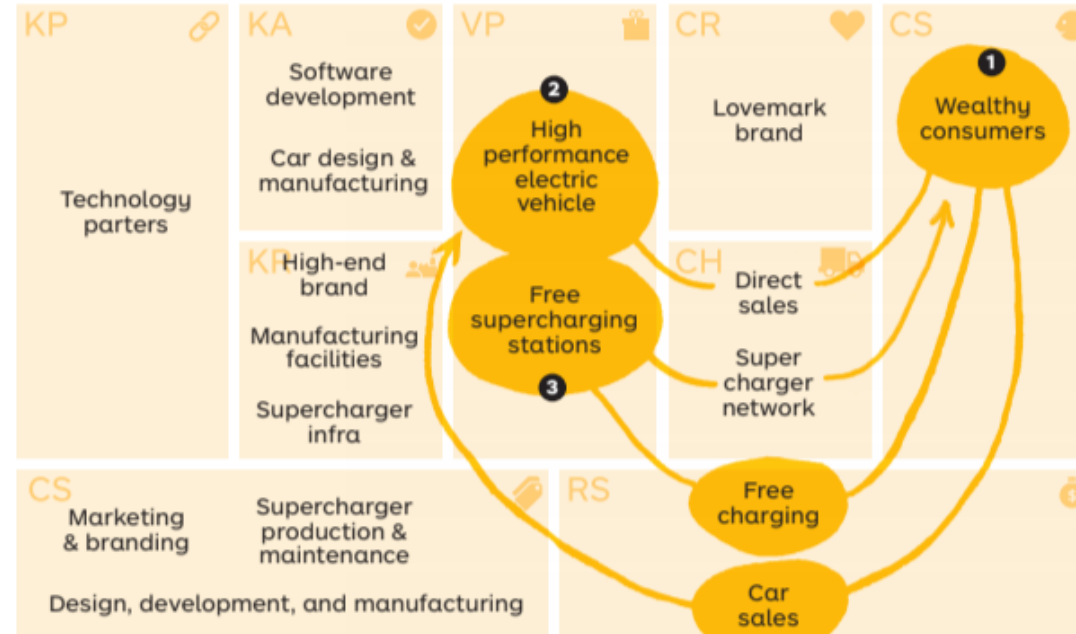 KP
Technology
parters
KA
Software
development
Car design &
manufacturing
KR
High-end
brand
Manufacturing
facilities
Supercharger
infra
VP
2
High
performance
electric
vehicle
Free
supercharging
stations
3
CR
Lovemark
brand
CH
Direct
sales
Super
charger
network
CS
1
Wealthy
consumers
CS
Marketing
& branding
Supercharger
production &
maintenance
Design, development, and manufacturing
RS
Free
charging
Car
sales